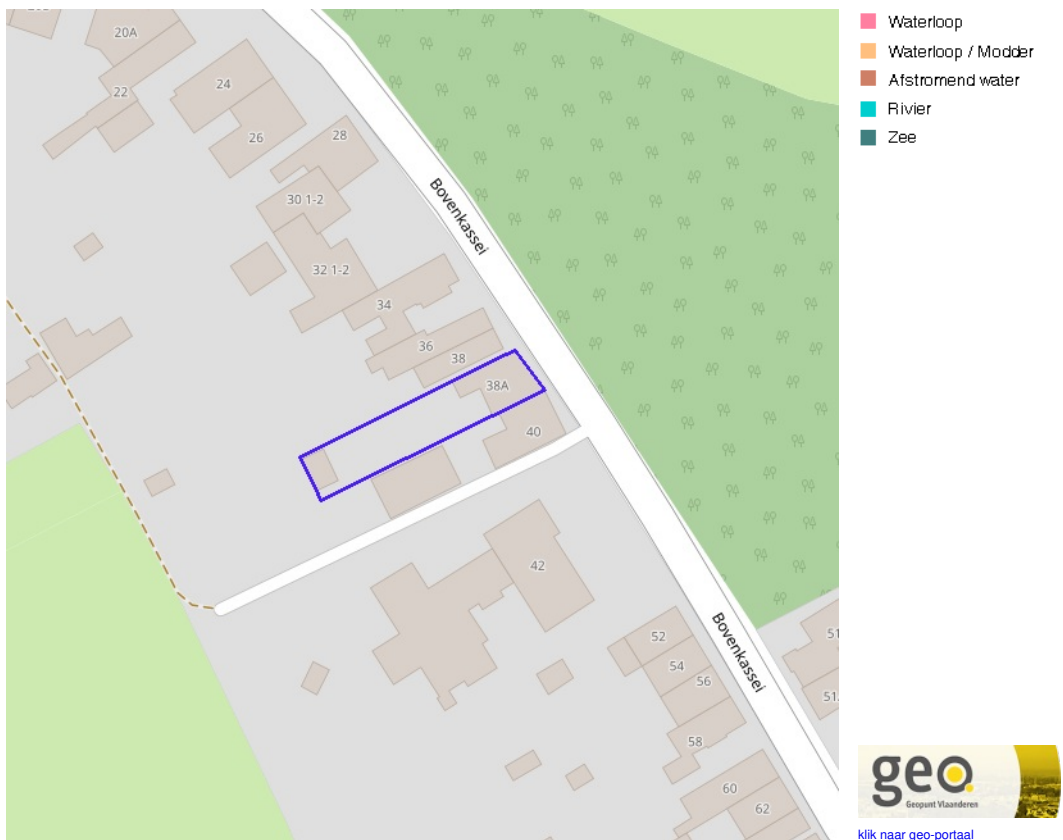 20A
22
24
26
28
30 1-2
32 1-2
34
36
38
38A
40
42
52
54
56
58
60
62
51
Bovenkassei
Bovenkassei
Waterloop
Waterloop / Modder
Afstromend water
Rivier
Zee
geo.
Geopunt Vlaanderen
klik naar geo-portaal